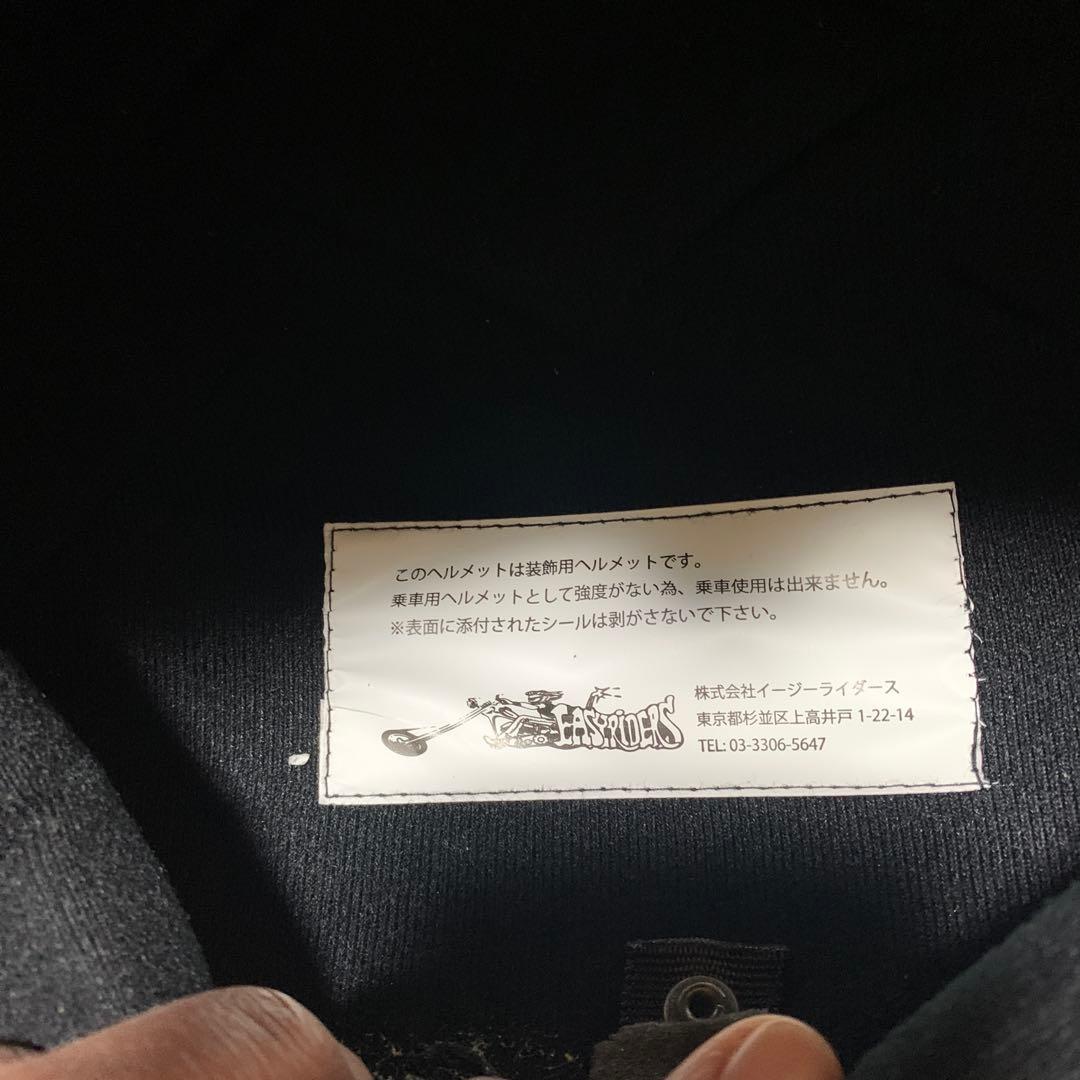 このヘルメットは装飾用ヘルメットです。
乗車用ヘルメットとして強度がない為、乗車使用は出来ません。
※表面に添付されたシールは剥がさないで下さい。
EASYRIDERS
株式会社イージーライダース
東京都杉並区上高井戸 1-22-14
TEL: 03-3306-5647